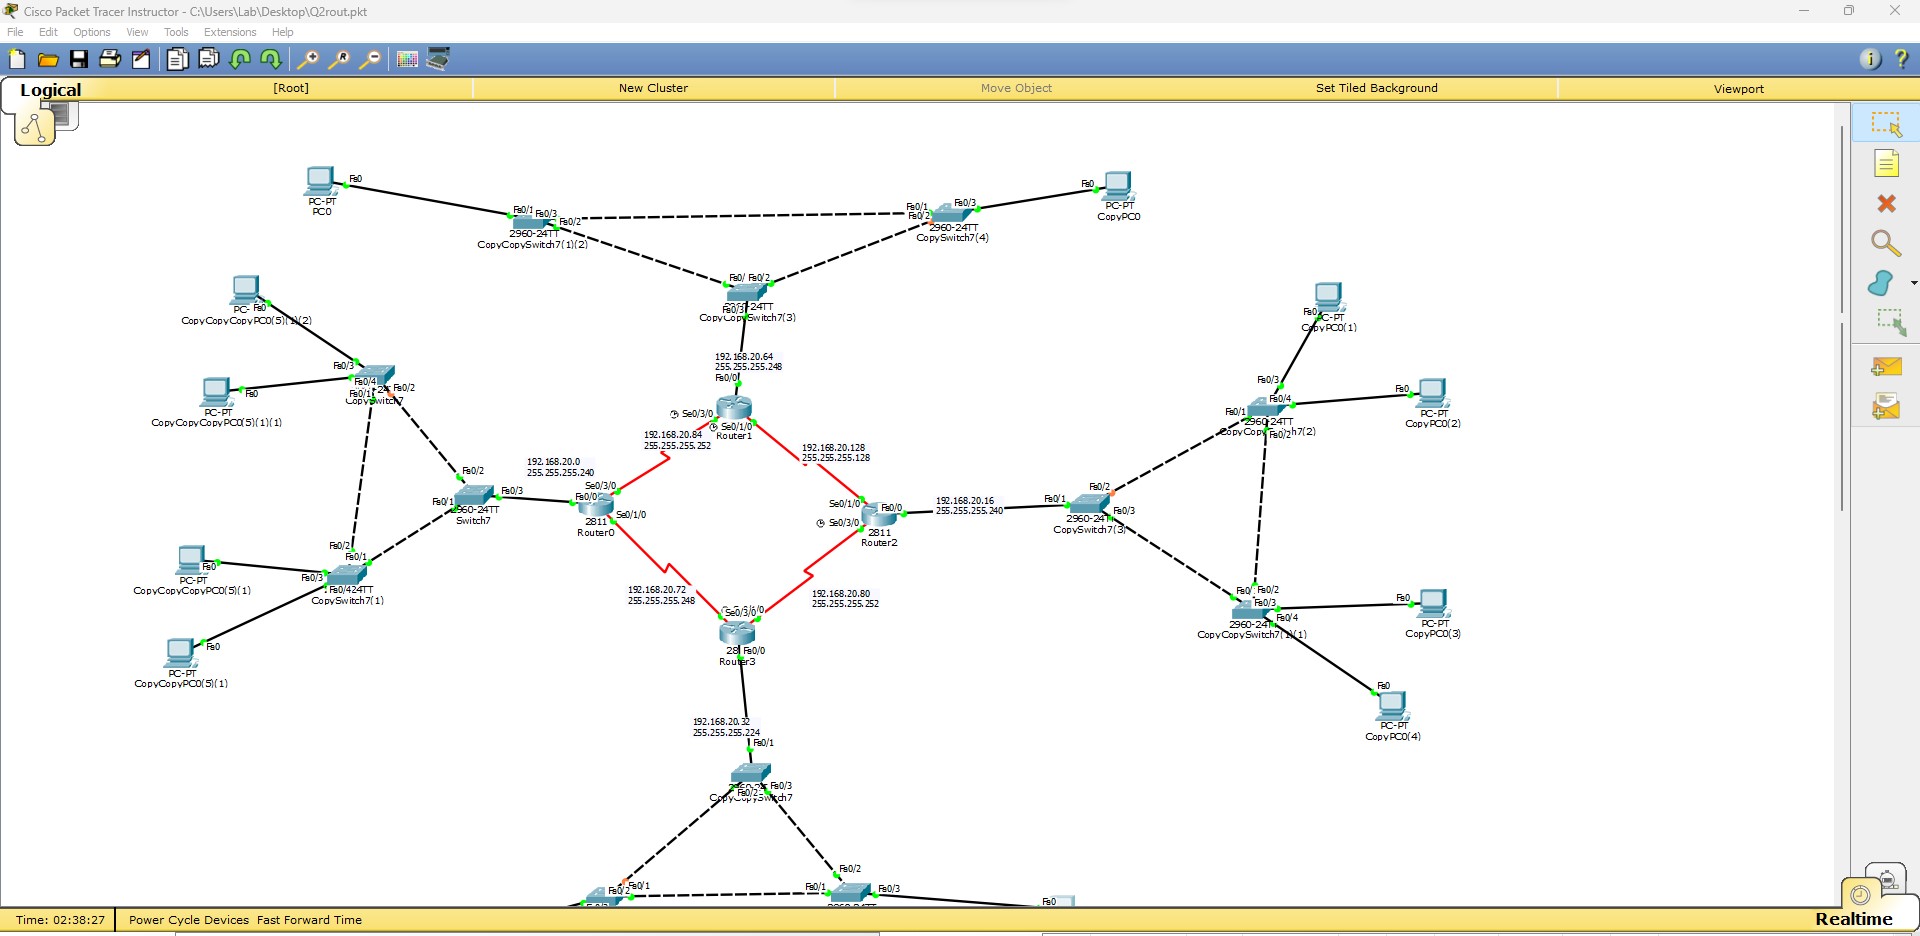 Cisco Packet Tracer Instructor - C:\Users\Lab\Desktop\Q2rout.pkt
File Edit Options View Tools Extensions Help
Logical [Root] New Cluster Move Object Set Tiled Background Viewport
Fa0
PC-PT
PC0
Fa0/1 Fa0/3
Fa0/2
2960-24TT
CopyCopySwitch7(1)(2)
Fa0/1 Fa0/3
Fa0/2
2960-24TT
CopySwitch7(4)
Fa0
PC-PT
CopyPC0
Fa0/2
CopyCopySwitch7(3)
192.168.20.64
255.255.255.248
Fa0/0
Fa0
CopyCopyCopyPC0(5)(1)(2)
Fa0
PC-PT
CopyCopyCopyPC0(5)(1)(1)
Fa0/3
Fa0/4
Fa0/2
Fa0/1
CopySwitch7
Fa0/2
Fa0/1 Fa0/3
2960-24TT
Switch7
192.168.20.0
255.255.255.240
Fa0
PC-PT
CopyCopyCopyPC0(5)(1)
Fa0/2
Fa0/1
Fa0/3
Fa0/424TT
CopySwitch7(1)
Fa0
PC-PT
CopyCopyPC0(5)(1)
Se0/3/0
Se0/1/0
Router1
192.168.20.84
255.255.255.252
192.168.20.128
255.255.255.128
Se0/3/0
Fa0/0
Se0/1/0
2811
Router0
Se0/1/0
Fa0/0
Se0/3/0
2811
Router2
192.168.20.16
255.255.255.240
192.168.20.72
255.255.255.248
192.168.20.80
255.255.255.252
Se0/3/0
Fa0/0
Router3
192.168.20.32
255.255.255.224
Fa0/1
Fa0/3
Fa0/2
CopyCopySwitch7
Fa0/2 Fa0/1
Fa0/2
Fa0/1 Fa0/3
Fa0
Fa0/2
Fa0/1
Fa0/3
2960-24TT
CopySwitch7(3)
Fa0
PC-PT
CopyPC0(1)
Fa0/3
Fa0/4
Fa0/1
2960-24TT
Fa0/2
Fa0
PC-PT
CopyPC0(2)
Fa0/2
Fa0/3
Fa0/4
CopyCopySwitch7(1)(1)
Fa0
PC-PT
CopyPC0(3)
Fa0
PC-PT
CopyPC0(4)
Time: 02:38:27 Power Cycle Devices Fast Forward Time Realtime